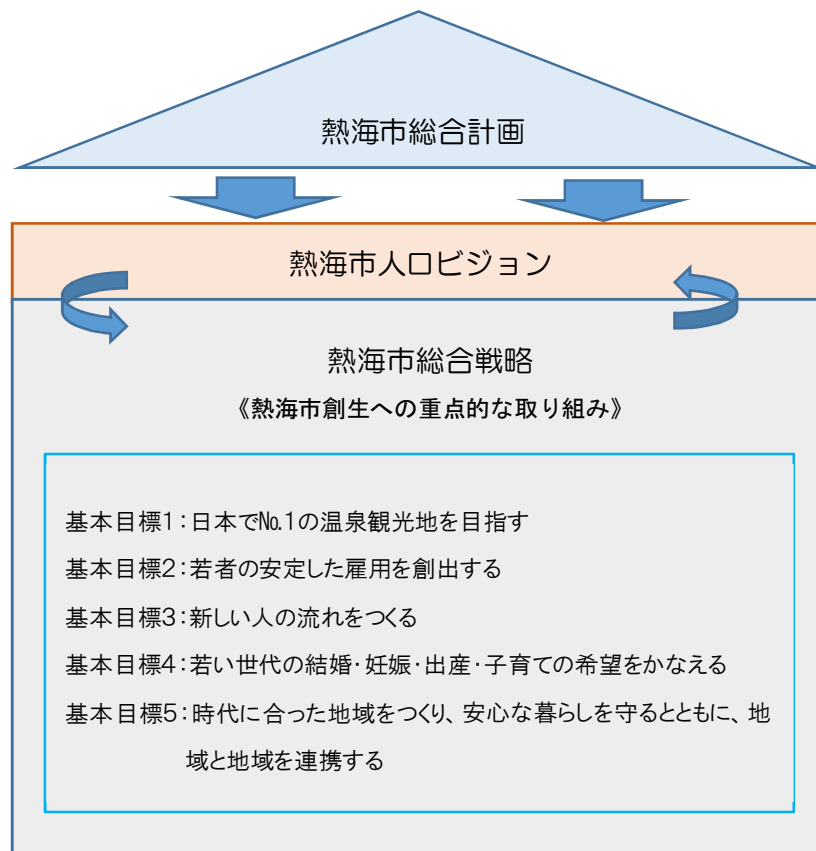 熱海市総合計画
熱海市人口ビジョン
熱海市総合戦略
《熱海市創生への重点的な取り組み》
基本目標1：日本で№1の温泉観光地を目指す
基本目標2：若者の安定した雇用を創出する
基本目標3：新しい人の流れをつくる
基本目標4：若い世代の結婚・妊娠・出産・子育ての希望をかなえる
基本目標5：時代に合った地域をつくり、安心な暮らしを守るとともに、地
域と地域を連携する